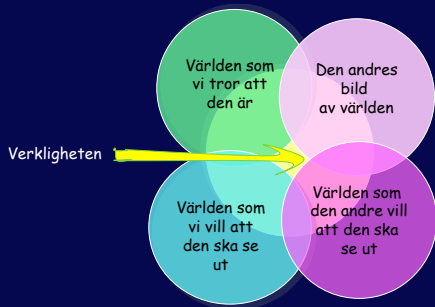 Världen som
vi tror att
den är
Den andres
bild
av världen
Verkligheten
Världen som
vi vill att
den ska se
ut
Världen som
den andre vill
att den ska
se ut